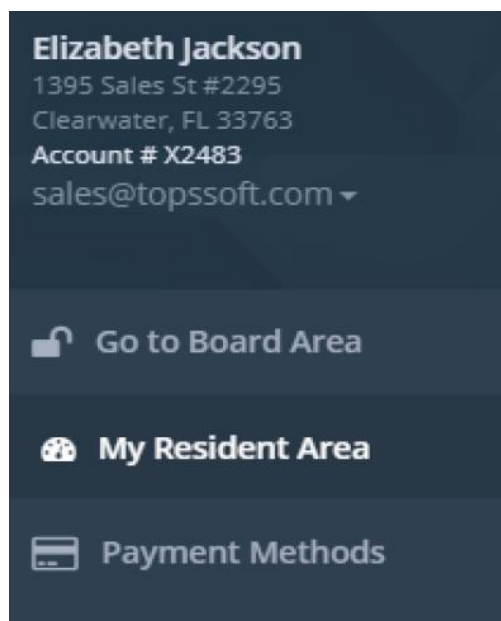 Elizabeth Jackson
1395 Sales St #2295
Clearwater, FL 33763
Account # X2483
sales@topssoft.com
Go to Board Area
My Resident Area
Payment Methods